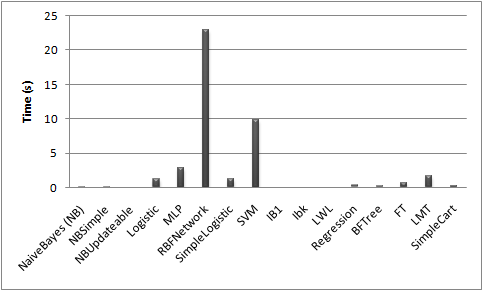 25
20
15
10
5
0
Time (s)
NaiveBayes (NB)
NBSimple
NBUpdateable
Logistic
MLP
RBFNetwork
SimpleLogistic
SVM
IB1
Ibk
LWL
Regression
BFTree
FT
LMT
SimpleCart